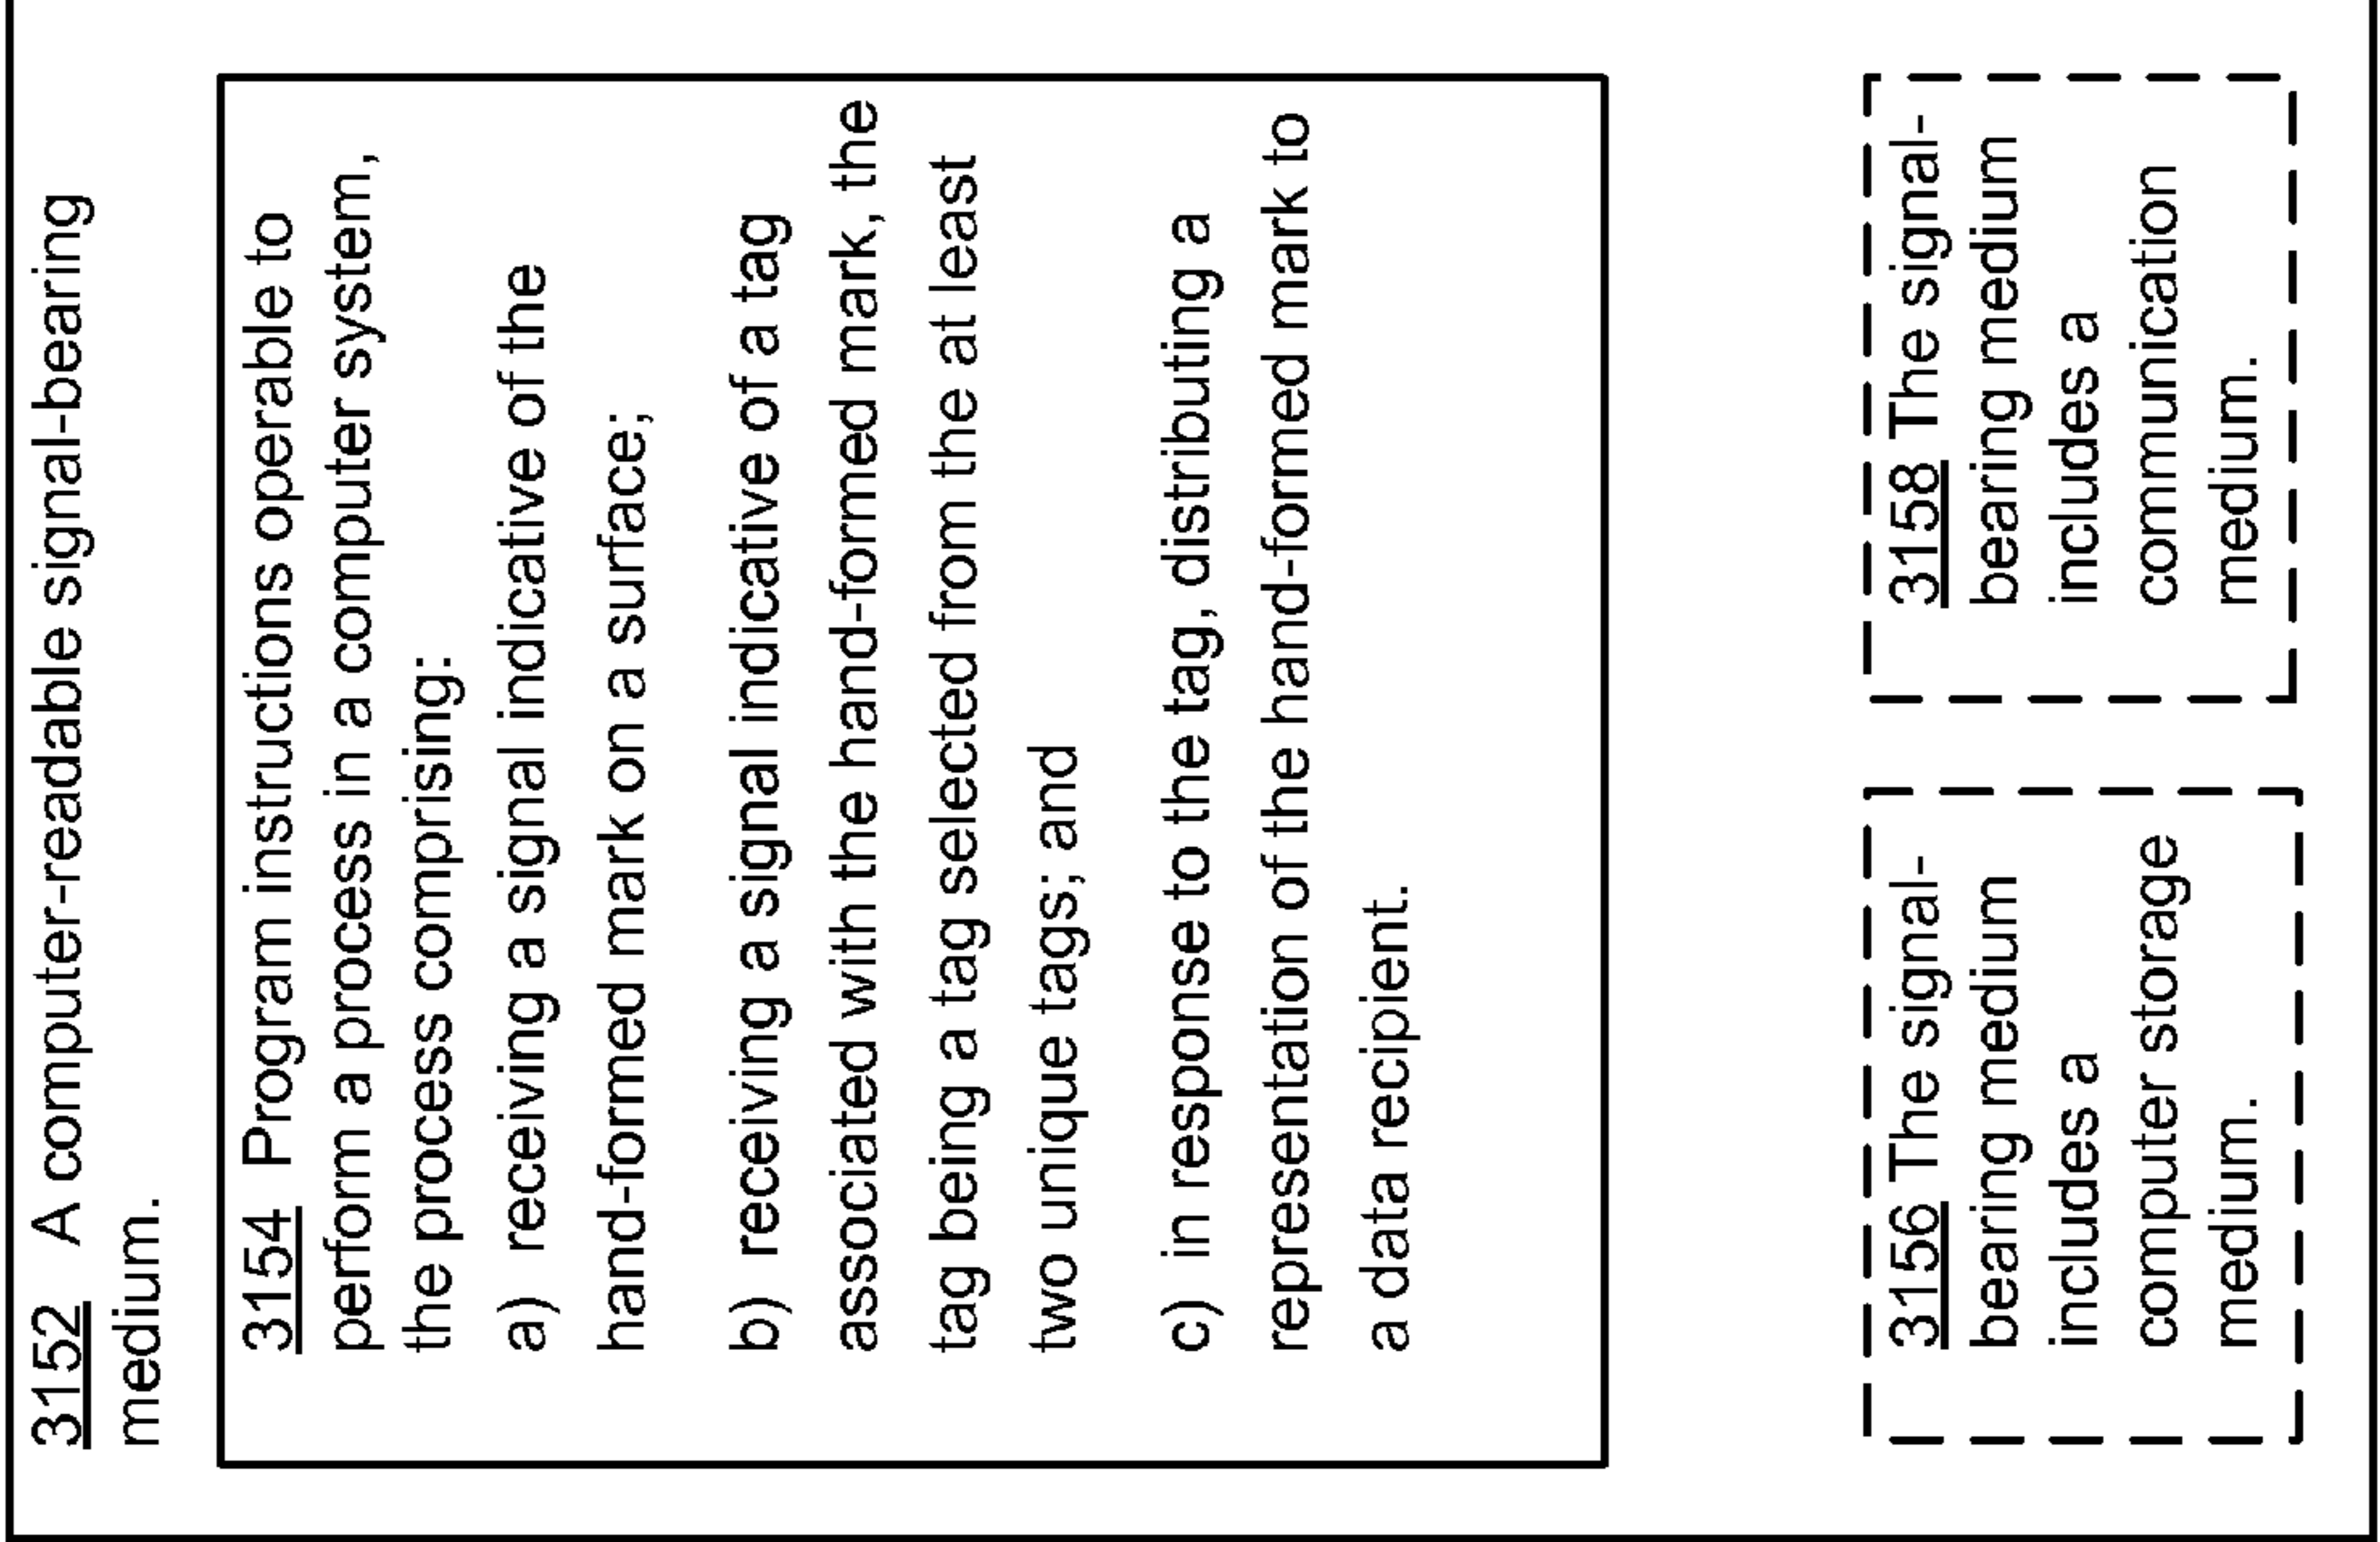 3152 A computer-readable signal-bearing
medium.
3154 Program instructions operable to
perform a process in a computer system,
the process comprising:
a) receiving a signal indicative of the
hand-formed mark on a surface;
b) receiving a signal indicative of a tag
associated with the hand-formed mark, the
tag being a tag selected from the at least
two unique tags; and
c) in response to the tag, distributing a
representation of the hand-formed mark to
a data recipient.
3156 The signal-
bearing medium
includes a
computer storage
medium.
3158 The signal-
bearing medium
includes a
communication
medium.